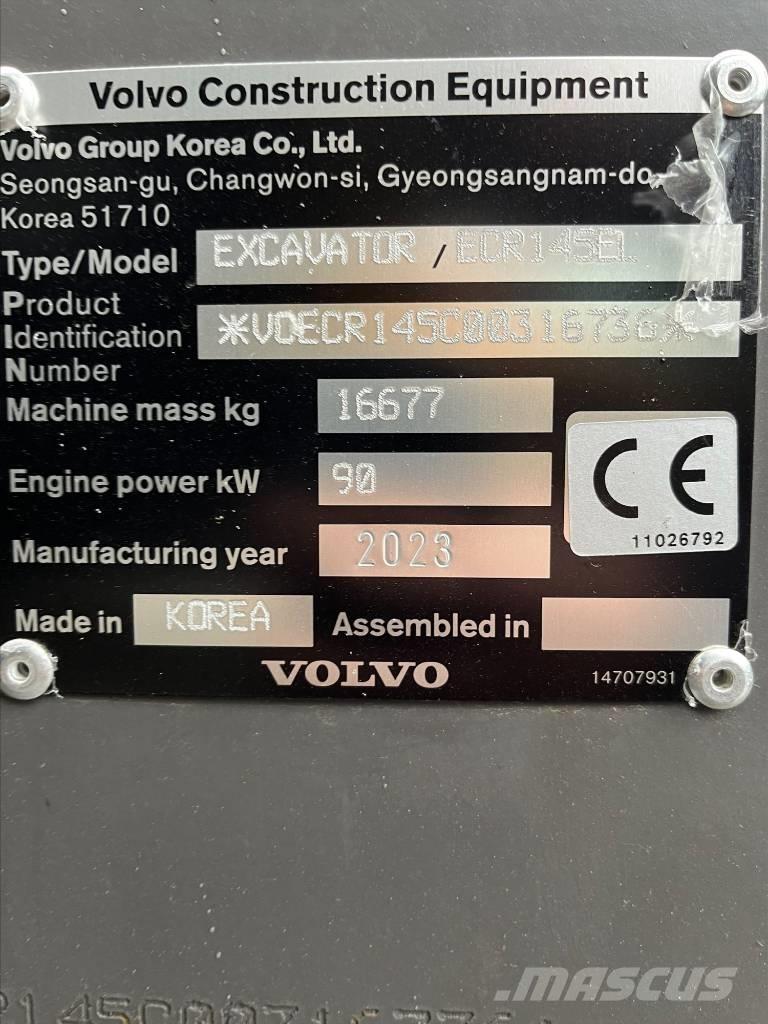 Volvo Construction Equipment
Volvo Group Korea Co., Ltd.
Seongsan-gu, Changwon-si, Gyeongsangnam-do,
Korea 51710
Type/Model EXCAVATOR / ECR145EL
Product
Identification *VCECR145C00316736*
Number
Machine mass kg 16677
Engine power kW 90
CE
11026792
Manufacturing year 2023
Made in KOREA Assembled in
VOLVO 14707931
MASCUS